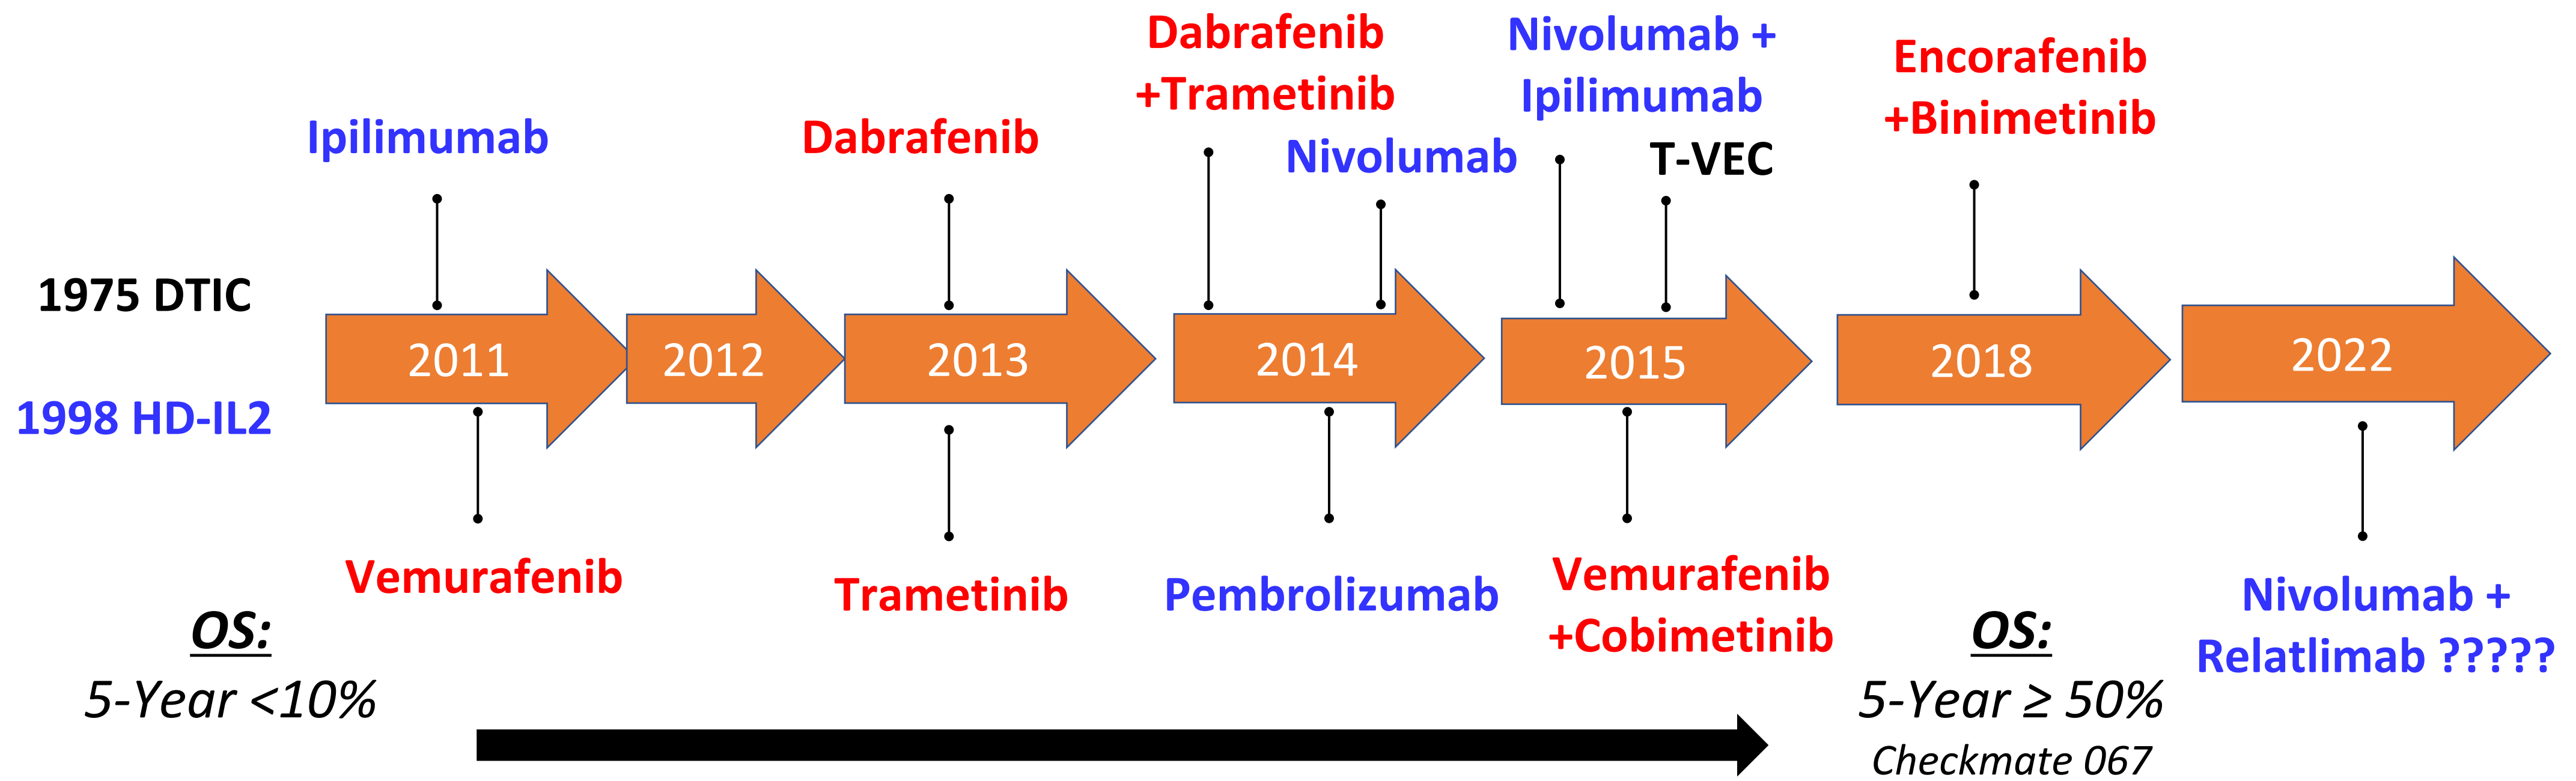 Dabrafenib
+Trametinib
Nivolumab +
Ipilimumab
Encorafenib
+Binimetinib
Ipilimumab
Dabrafenib
Nivolumab
T-VEC
1975 DTIC
1998 HD-IL2
2011
2012
2013
2014
2015
2018
2022
Vemurafenib
Trametinib
Pembrolizumab
Vemurafenib
+Cobimetinib
Nivolumab +
Relatlimab ?????
OS:
5-Year <10%
OS:
5-Year ≥ 50%
Checkmate 067